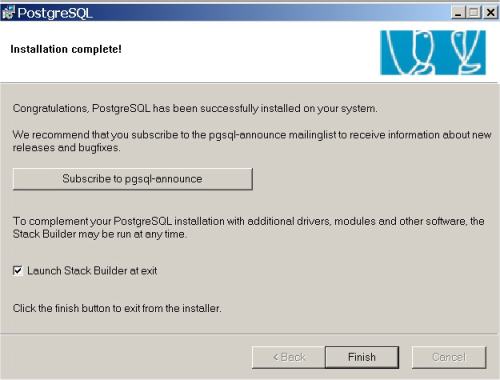 PostgreSQL
Installation complete!
Congratulations, PostgreSQL has been successfully installed on your system.
We recommend that you subscribe to the pgsql-announce mailinglist to receive information about new
releases and bugfixes.
Subscribe to pgsql-announce
To complement your PostgreSQL installation with additional drivers, modules and other software, the
Stack Builder may be run at any time.
Launch Stack Builder at exit
Click the finish button to exit from the installer.
< Back
Finish
Cancel